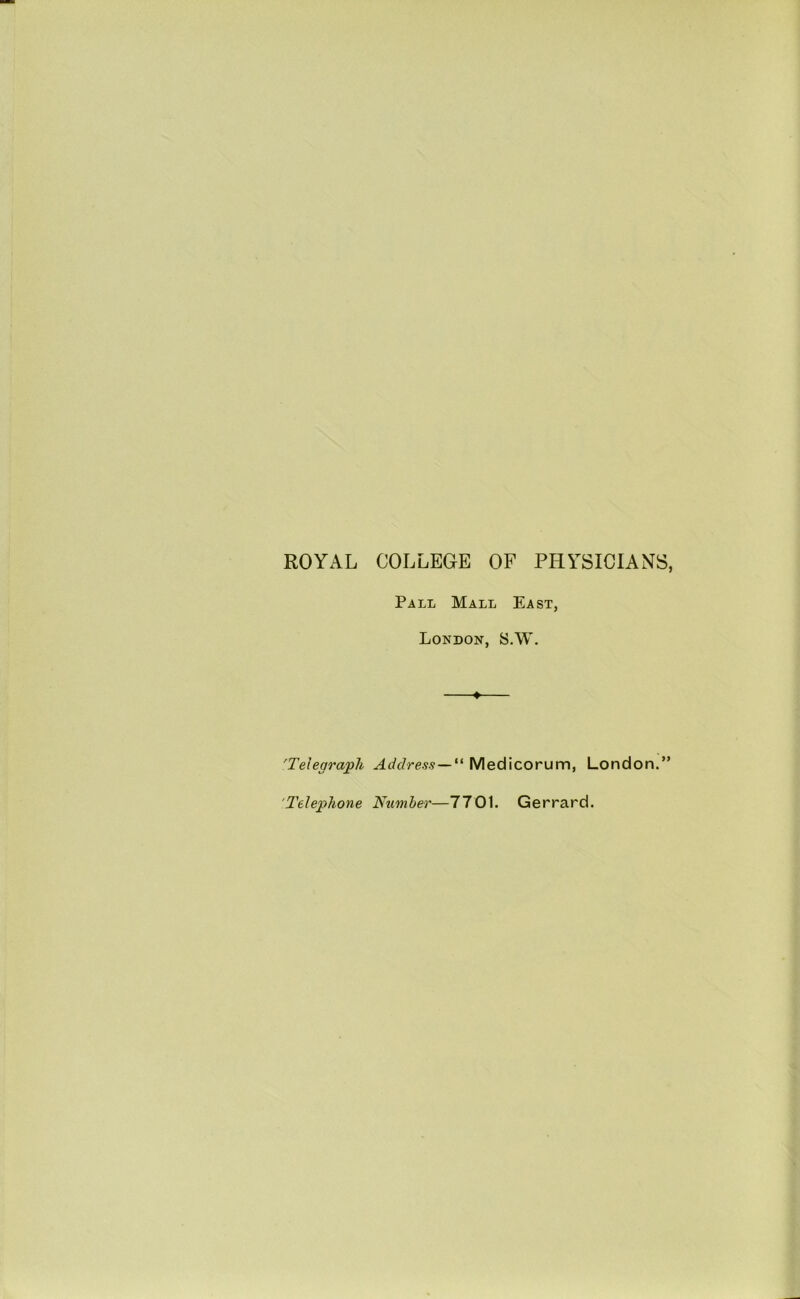 ROYAL COLLEGE OF PHYSICIANS,
PALL MALL EAST,
LONDON, S.W.
Telegraph Address—“Medicorum, London.”
Telephone Number—7701. Gerrard.